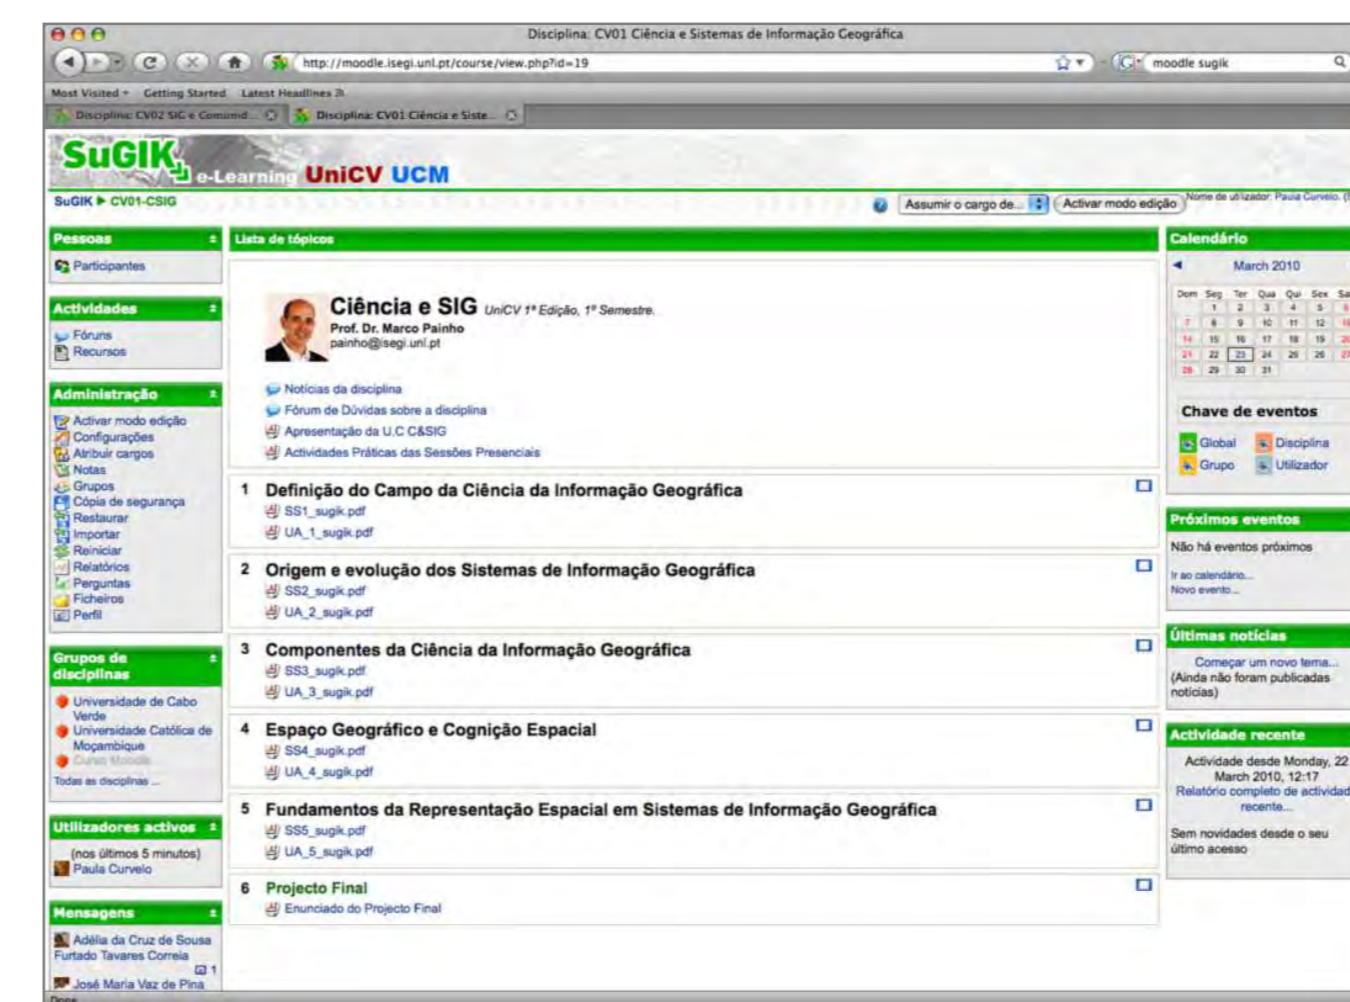 Disciplina: CV01 Ciência e Sistemas de Informação Geográfica
http://moodle.isegi.unl.pt/course/view.php?id=19
moodle sugik
Most Visited Getting Started Latest Headlines
Disciplina: CV02 SIG e Comunid... Disciplina: CV01 Ciência e Siste...
SuGIK e-Learning UniCV UCM
SuGIK ► CV01-CSIG
Assumir o cargo de... Activar modo edição Nome de utilizador: Paula Curvelo.
Pessoas
Participantes
Actividades
Fóruns
Recursos
Administração
Activar modo edição
Configurações
Atribuir cargos
Notas
Grupos
Cópia de segurança
Restaurar
Importar
Reiniciar
Relatórios
Perguntas
Ficheiros
Perfil
Grupos de
disciplinas
Universidade de Cabo
Verde
Universidade Católica de
Moçambique
Curso Moodle
Todas as disciplinas ...
Utilizadores activos
(nos últimos 5 minutos)
Paula Curvelo
Mensagens
Adélia da Cruz de Sousa
Furtado Tavares Correia
1
José Maria Vaz de Pina
Done
Lista de tópicos
Ciência e SIG UniCV 1ª Edição, 1º Semestre.
Prof. Dr. Marco Painho
painho@isegi.unl.pt
Notícias da disciplina
Fórum de Dúvidas sobre a disciplina
Apresentação da U.C C&SIG
Actividades Práticas das Sessões Presenciais
1 Definição do Campo da Ciência da Informação Geográfica
SS1_sugik.pdf
UA_1_sugik.pdf
2 Origem e evolução dos Sistemas de Informação Geográfica
SS2_sugik.pdf
UA_2_sugik.pdf
3 Componentes da Ciência da Informação Geográfica
SS3_sugik.pdf
UA_3_sugik.pdf
4 Espaço Geográfico e Cognição Espacial
SS4_sugik.pdf
UA_4_sugik.pdf
5 Fundamentos da Representação Espacial em Sistemas de Informação Geográfica
SS5_sugik.pdf
UA_5_sugik.pdf
6 Projecto Final
Enunciado do Projecto Final
Calendário
March 2010
Dom Seg Ter Qua Qui Sex Sa
1 2 3 4 5 6
7 8 9 10 11 12
14 15 16 17 18 19 20
21 22 23 24 25 26 27
28 29 30 31
Chave de eventos
Global Disciplina
Grupo Utilizador
Próximos eventos
Não há eventos próximos
Ir ao calendário...
Novo evento...
Últimas notícias
Começar um novo tema...
(Ainda não foram publicadas
notícias)
Actividade recente
Actividade desde Monday, 22
March 2010, 12:17
Relatório completo de actividad
recente...
Sem novidades desde o seu
último acesso